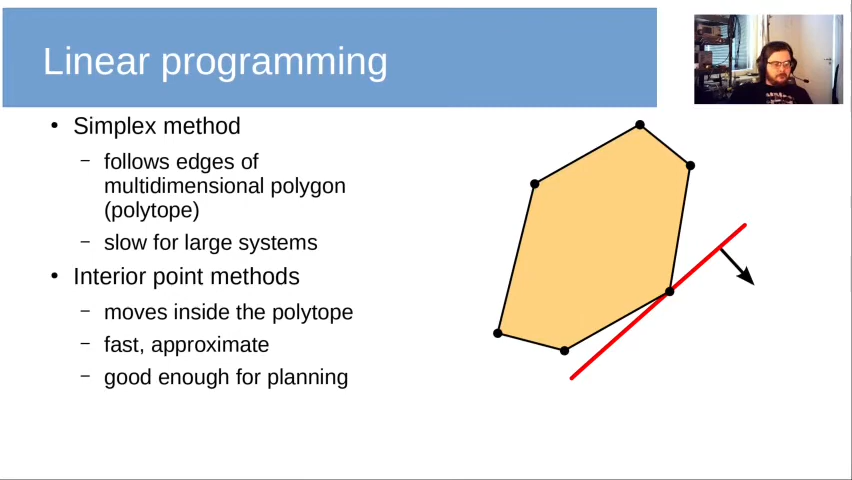 Linear programming
• Simplex method
– follows edges of
multidimensional polygon
(polytope)
– slow for large systems
• Interior point methods
– moves inside the polytope
– fast, approximate
– good enough for planning